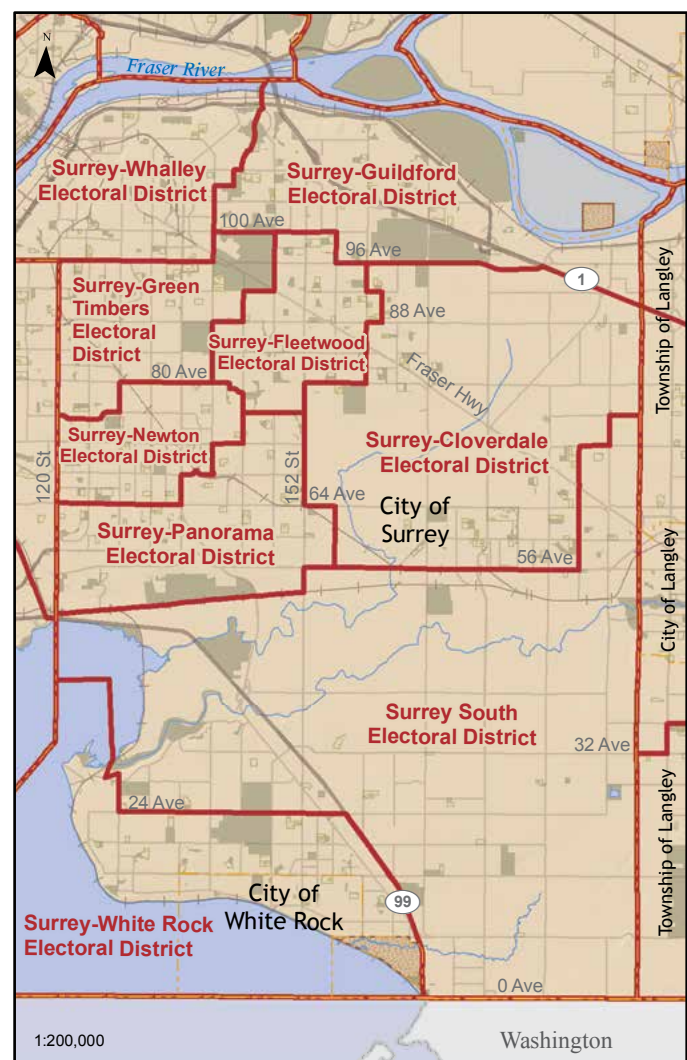 N
Fraser River
Surrey-Whalley
Electoral District
Surrey-Guildford
Electoral District
100 Ave
96 Ave
1
Township of Langley
Surrey-Green
Timbers
Electoral
District
88 Ave
Surrey-Fleetwood
Electoral District
80 Ave
Fraser Hwy
Surrey-Newton
Electoral District
Surrey-Cloverdale
Electoral District
120 St
152 St
64 Ave
City of
Surrey
Surrey-Panorama
Electoral District
56 Ave
City of Langley
Surrey South
Electoral District
32 Ave
24 Ave
Township of Langley
City of
White Rock
99
Surrey-White Rock
Electoral District
0 Ave
1:200,000
Washington